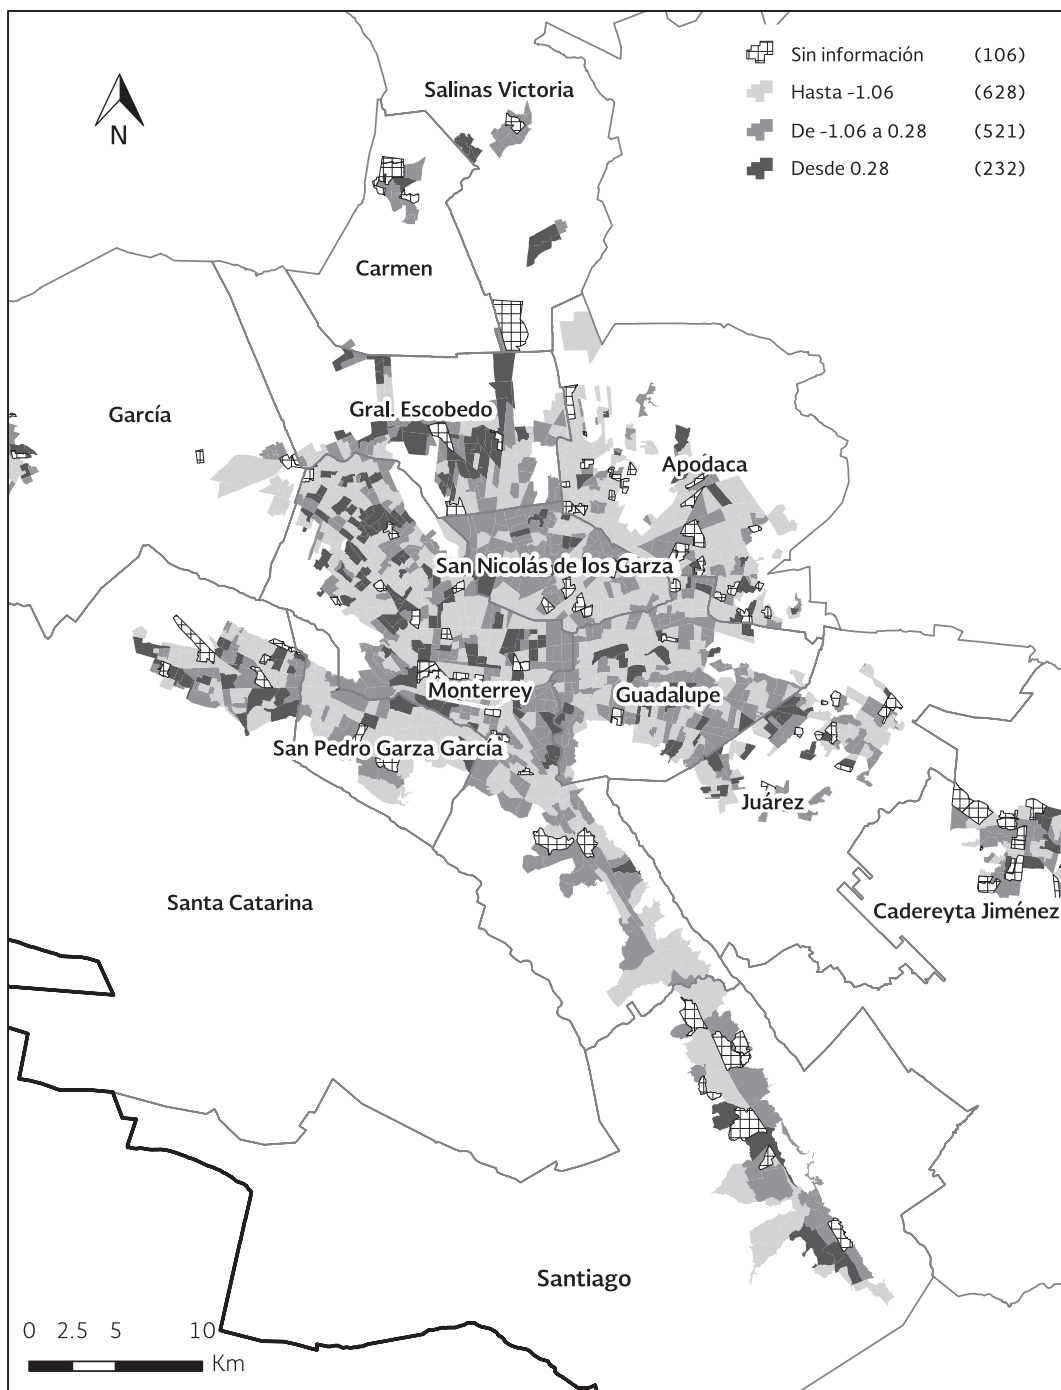 Sin información (106)
Hasta -1.06 (628)
De -1.06 a 0.28 (521)
Desde 0.28 (232)
N
Salinas Victoria
Carmen
García
Gral. Escobedo
Apodaca
San Nicolás de los Garza
Monterrey
Guadalupe
San Pedro Garza García
Juárez
Santa Catarina
Cadereyta Jiménez
Santiago
0 2.5 5 10
Km